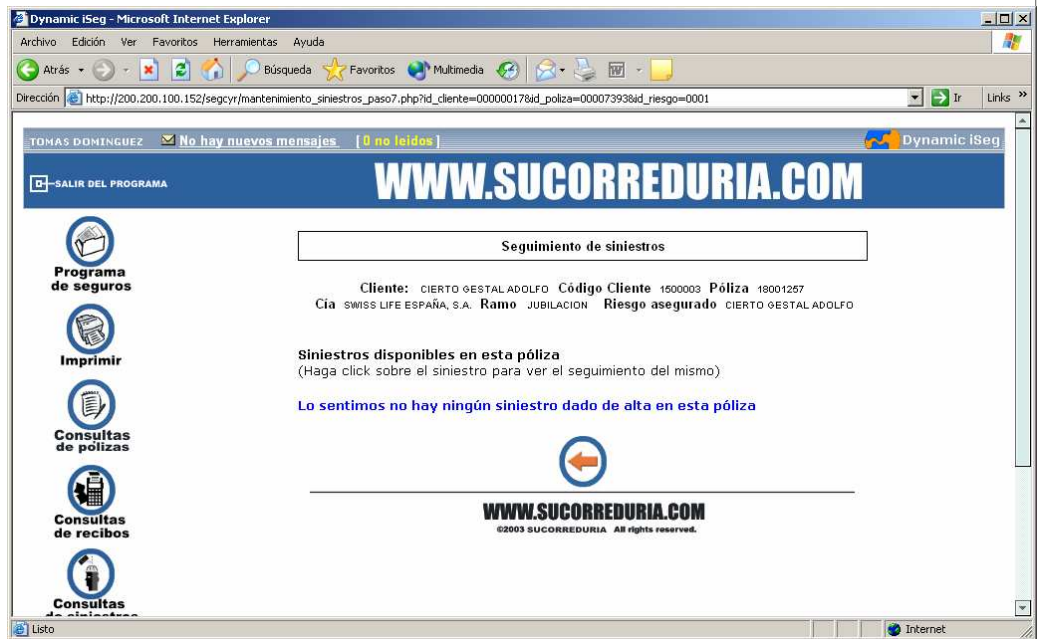 Dynamic iSeg - Microsoft Internet Explorer
Archivo Edición Ver Favoritos Herramientas Ayuda
Atrás Búsqueda Favoritos Multimedia
Dirección http://200.200.100.152/segcyr/mantenimiento_siniestros_paso7.php?id_cliente=00000017&id_poliza=00007393&id_riesgo=0001 Ir Links »
TOMAS DOMINGUEZ No hay nuevos mensajes [0 no leidos] Dynamic iSeg
SALIR DEL PROGRAMA WWW.SUCORREDURIA.COM
Programa
de seguros
Imprimir
Consultas
de polizas
Consultas
de recibos
Consultas
de siniestros
Seguimiento de siniestros
Cliente: CIERTO GESTAL ADOLFO Código Cliente 1500003 Póliza 18001257
Cía SWISS LIFE ESPAÑA, S.A. Ramo JUBILACION Riesgo asegurado CIERTO GESTAL ADOLFO
Siniestros disponibles en esta póliza
(Haga click sobre el siniestro para ver el seguimiento del mismo)
Lo sentimos no hay ningún siniestro dado de alta en esta póliza
WWW.SUCORREDURIA.COM
©2003 SUCORREDURIA All rights reserved.
Listo Internet